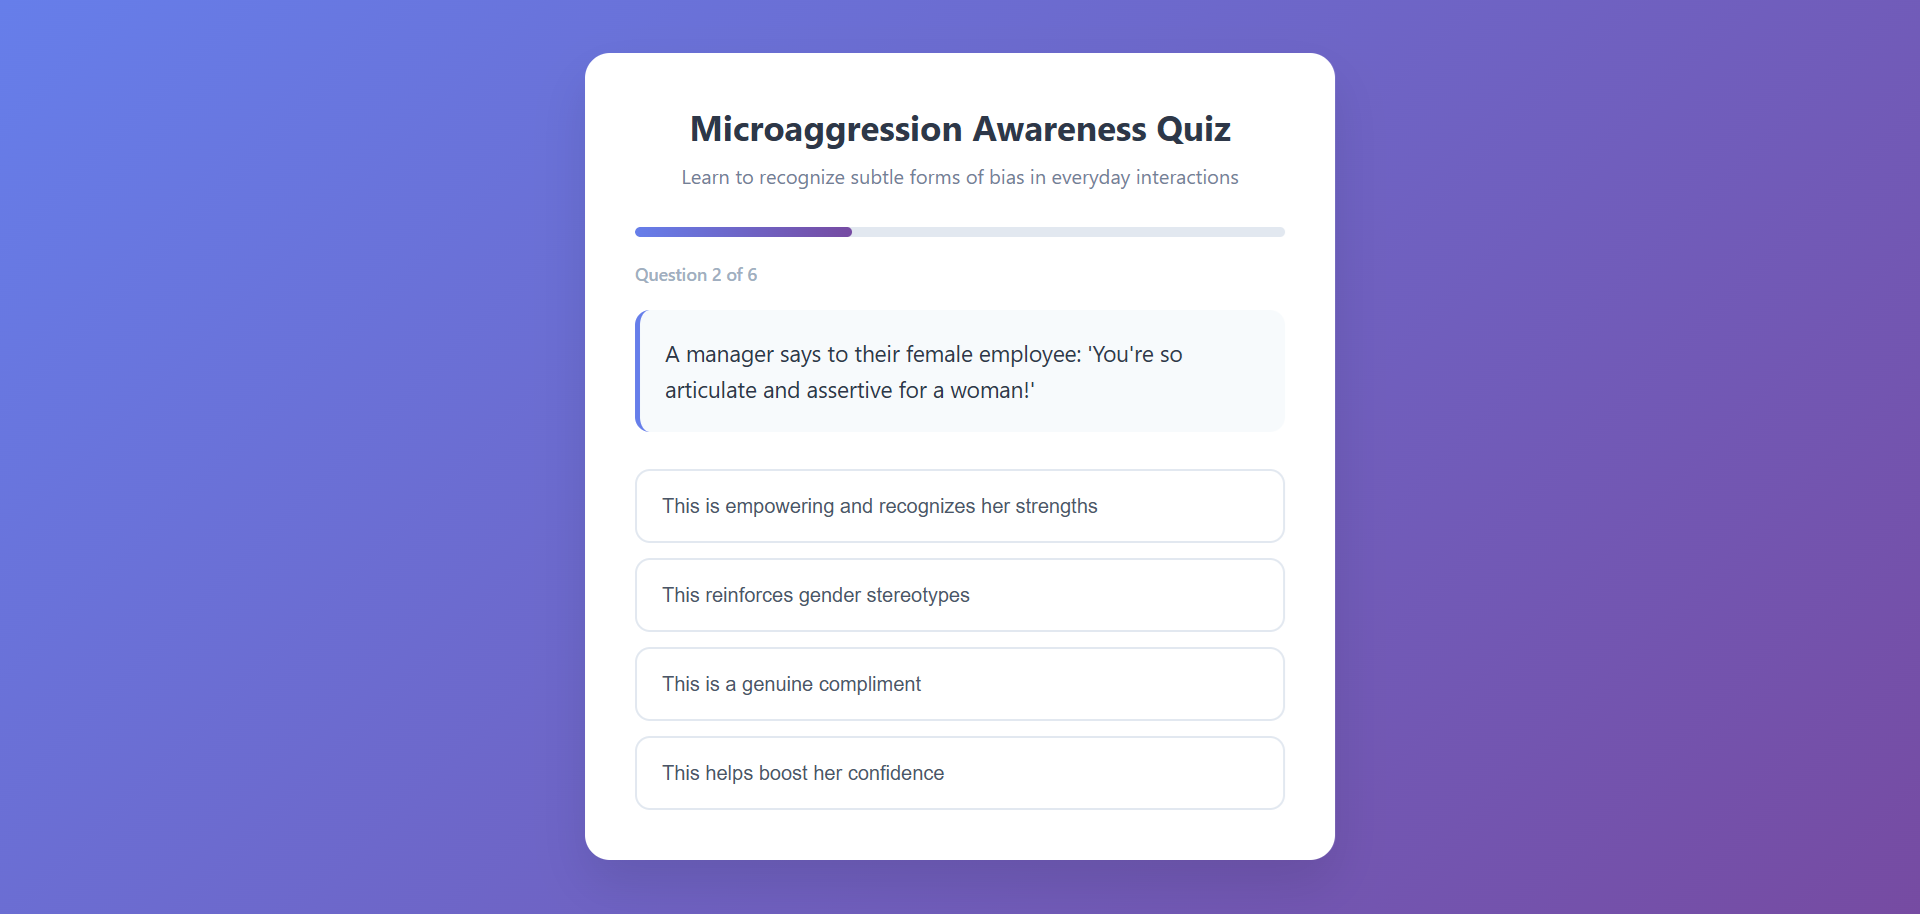 Microaggression Awareness Quiz
Learn to recognize subtle forms of bias in everyday interactions
Question 2 of 6
A manager says to their female employee: 'You're so
articulate and assertive for a woman!'
This is empowering and recognizes her strengths
This reinforces gender stereotypes
This is a genuine compliment
This helps boost her confidence